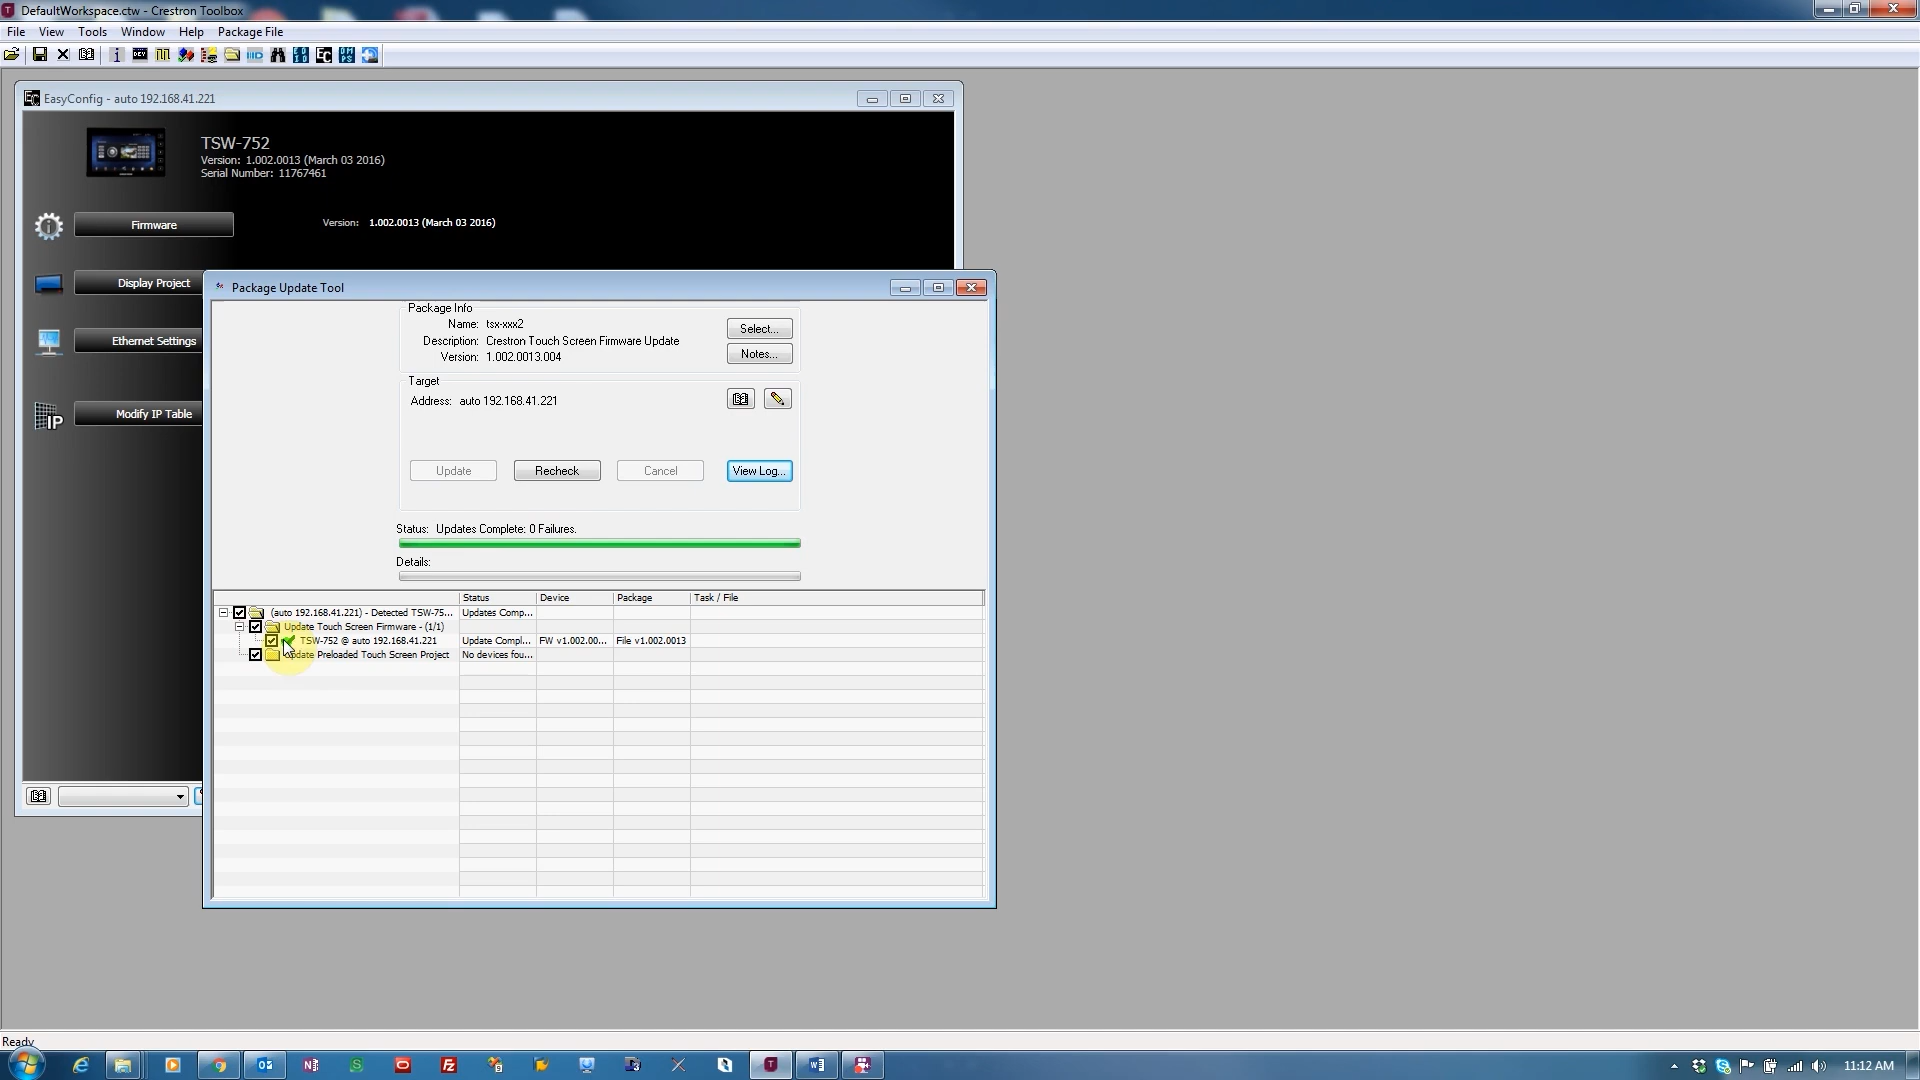 DefaultWorkspace.ctw - Crestron Toolbox
File View Tools Window Help Package File
EasyConfig - auto 192.168.41.221
TSW-752
Version: 1.002.0013 (March 03 2016)
Serial Number: 11767461
Firmware
Version: 1.002.0013 (March 03 2016)
Display Project
Ethernet Settings
IP
Modify IP Table
Package Update Tool
Package Info
Name: tsx-xxx2
Select...
Description: Crestron Touch Screen Firmware Update
Version: 1.002.0013.004
Notes...
Target
Address: auto 192.168.41.221
Update Recheck Cancel View Log...
Status: Updates Complete: 0 Failures.
Details:
Status Device Package Task / File
(auto 192.168.41.221) - Detected TSW-75... Updates Comp...
Update Touch Screen Firmware - (1/1)
TSW-752 @ auto 192.168.41.221 Update Compl... FW v1.002.00... File v1.002.0013
Update Preloaded Touch Screen Project No devices fou...
Ready
11:12 AM